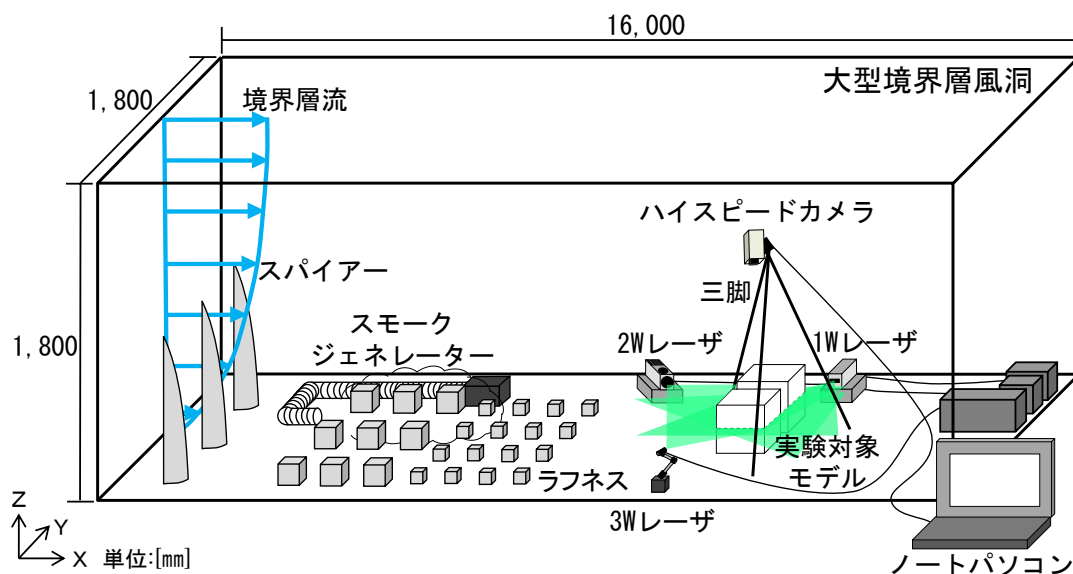 16,000
大型境界層風洞
1,800
境界層流
ハイスピードカメラ
スパイアー
三脚
スモーク
ジェネレーター
2Wレーザ
1Wレーザ
1,800
実験対象
モデル
ラフネス
3Wレーザ
Z
Y
X
単位:[㎜]
ノートパソコン